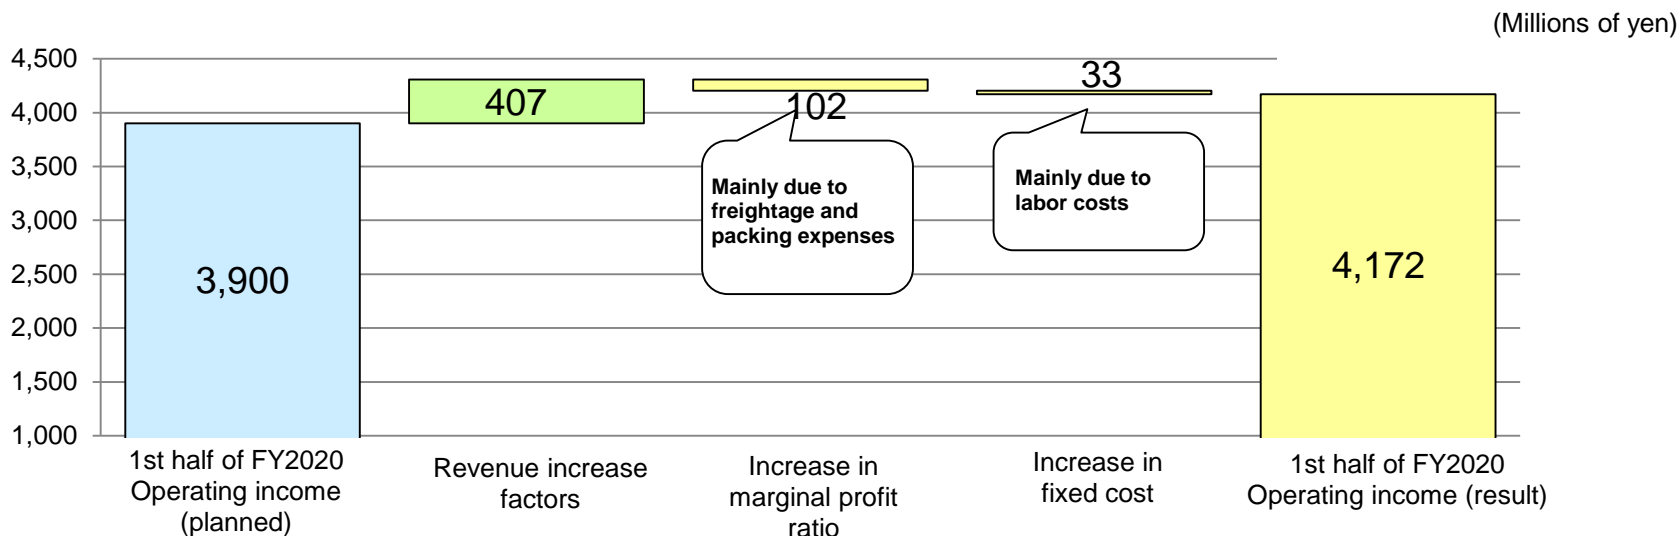 (Millions of yen)
4,500
4,000
3,500
3,000
2,500
2,000
1,500
1,000
3,900
407
102
33
4,172
Mainly due to
freightage and
packing expenses
Mainly due to
labor costs
1st half of FY2020
Operating income
(planned)
Revenue increase
factors
Increase in
marginal profit
ratio
Increase in
fixed cost
1st half of FY2020
Operating income (result)